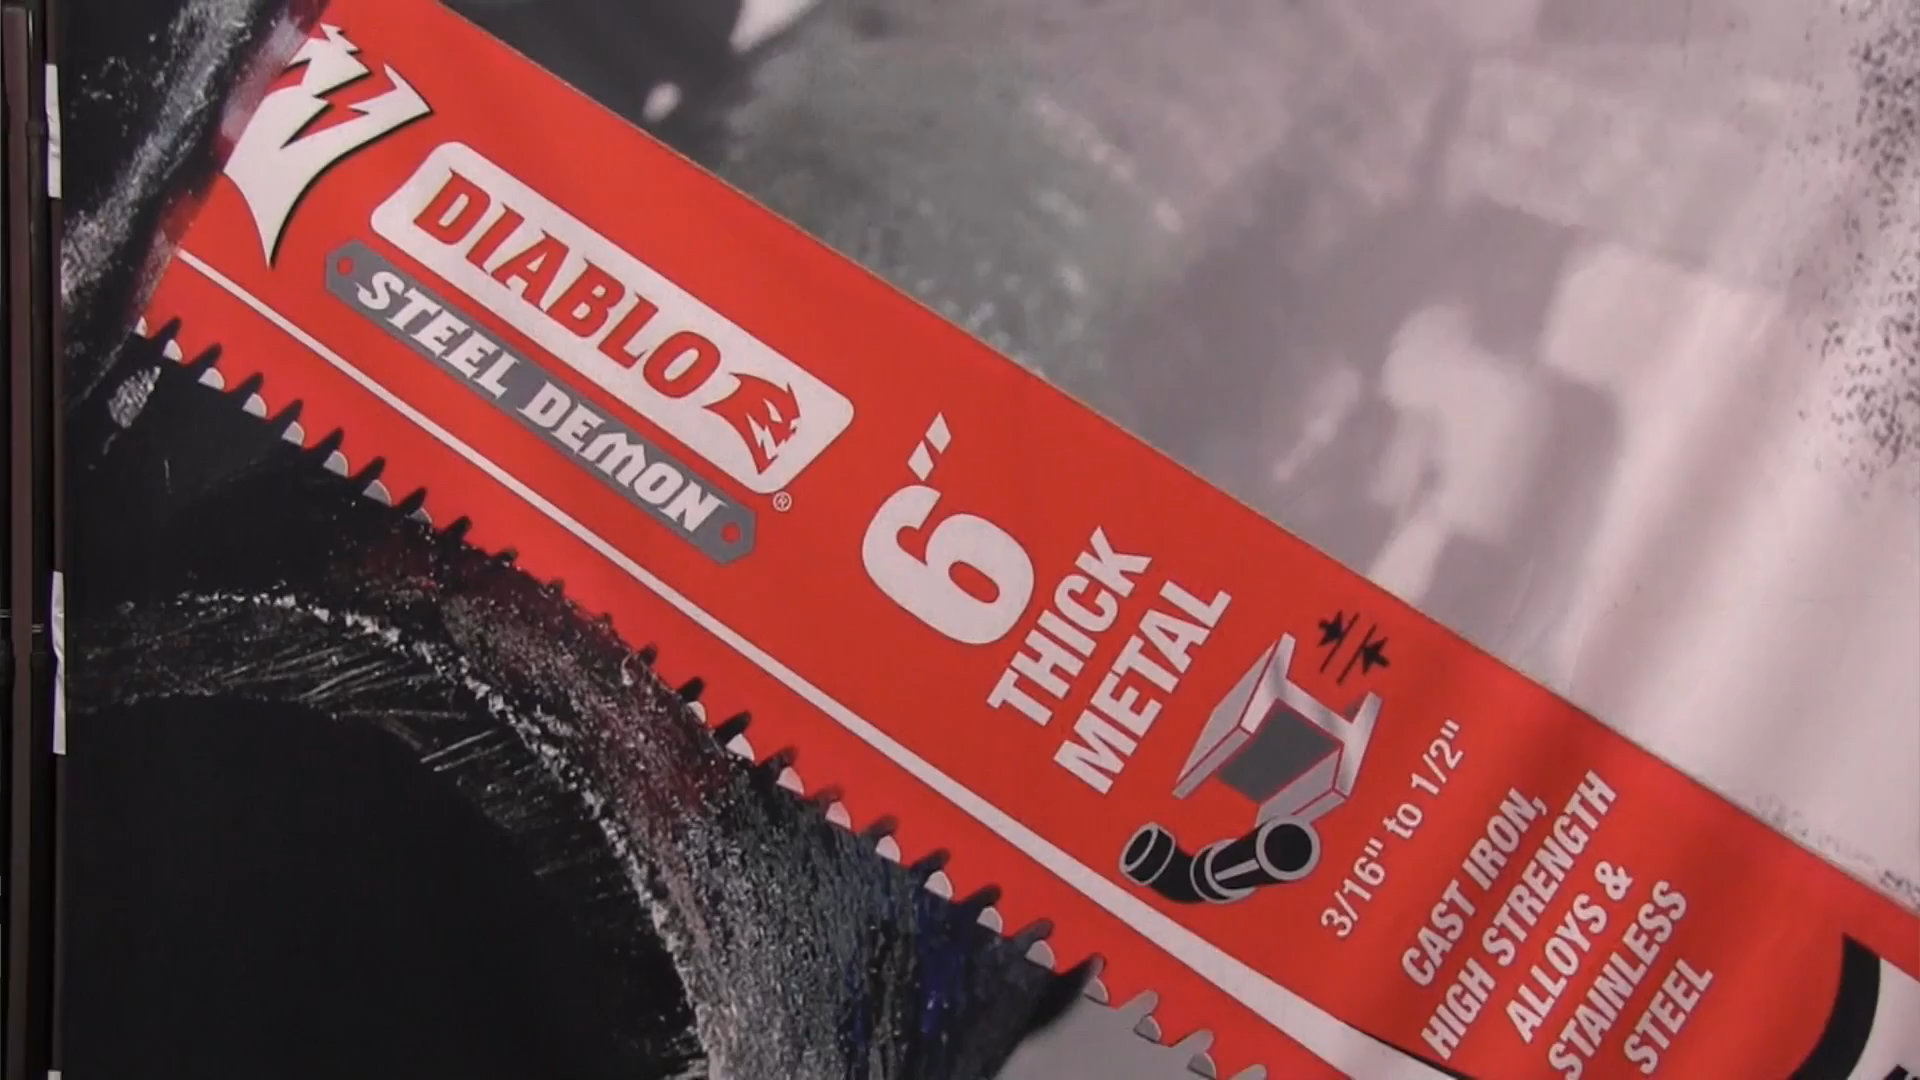 DIABLO
STEEL DEMON
®
6"
THICK
METAL
3/16" to 1/2"
CAST IRON,
HIGH STRENGTH
ALLOYS &
STAINLESS
STEEL